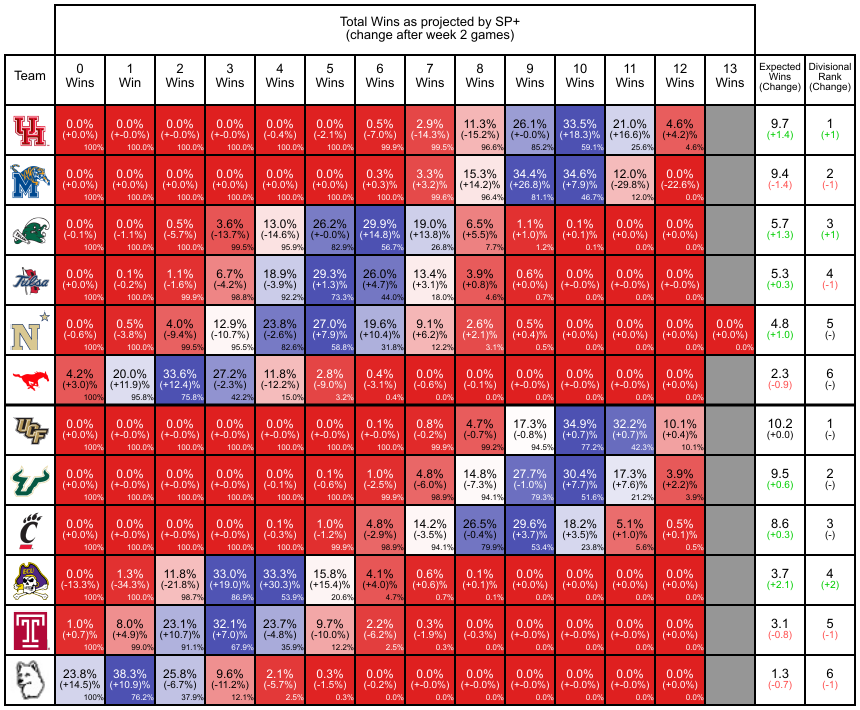 Total Wins as projected by SP+
(change after week 2 games)
Team
0 Wins
1 Win
2 Wins
3 Wins
4 Wins
5 Wins
6 Wins
7 Wins
8 Wins
9 Wins
10 Wins
11 Wins
12 Wins
13 Wins
Expected Wins (Change)
Divisional Rank (Change)
0.0% 0.0% 0.0% 0.0% 0.0% 0.0% 0.5% 2.9% 11.3% 26.1% 33.5% 21.0% 4.6% 9.7 1
(+0.0%) (+-0.0%) (+-0.0%) (+-0.0%) (-0.4%) (-2.1%) (-7.0%) (-14.3%) (-15.2%) (+-0.0%) (+18.3)% (+16.6)% (+4.2)% (+1.4) (+1)
100% 100.0% 100.0% 100.0% 100.0% 100.0% 99.9% 99.5% 96.6% 85.2% 59.1% 25.6% 4.6%
0.0% 0.0% 0.0% 0.0% 0.0% 0.0% 0.3% 3.3% 15.3% 34.4% 34.6% 12.0% 0.0% 9.4 2
(+0.0%) (+0.0)% (+0.0)% (+0.0)% (+0.0)% (+0.0)% (+0.3)% (+3.2)% (+14.2)% (+26.8)% (+7.9)% (-29.8%) (-22.6%) (-1.4) (-1)
100% 100.0% 100.0% 100.0% 100.0% 100.0% 100.0% 99.6% 96.4% 81.1% 46.7% 12.0% 0.0%
0.0% 0.0% 0.5% 3.6% 13.0% 26.2% 29.9% 19.0% 6.5% 1.1% 0.1% 0.0% 0.0% 5.7 3
(-0.1%) (-1.1%) (-5.7%) (-13.7%) (-14.6%) (+-0.0%) (+14.8)% (+13.8)% (+5.5)% (+1.0)% (+0.1)% (+0.0)% (+0.0)% (+1.3) (+1)
100% 100.0% 100.0% 99.5% 95.9% 82.9% 56.7% 26.8% 7.7% 1.2% 0.1% 0.0% 0.0%
Tulsa
0.0% 0.1% 1.1% 6.7% 18.9% 29.3% 26.0% 13.4% 3.9% 0.6% 0.0% 0.0% 0.0% 5.3 4
(+0.0%) (-0.2%) (-1.6%) (-4.2%) (-3.9%) (+1.3)% (+4.7)% (+3.1)% (+0.8)% (+0.0)% (+0.0)% (+0.0)% (+0.0)% (+0.3) (-1)
100% 100.0% 99.9% 98.8% 92.2% 73.3% 44.0% 18.0% 4.6% 0.7% 0.0% 0.0% 0.0%
0.0% 0.5% 4.0% 12.9% 23.8% 27.0% 19.6% 9.1% 2.6% 0.5% 0.0% 0.0% 0.0% 0.0% 4.8 5
(-0.6%) (-3.8%) (-9.4%) (-10.7%) (-2.6%) (+7.9)% (+10.4)% (+6.2)% (+2.1)% (+0.4)% (+0.0)% (+0.0)% (+0.0)% (+0.0)% (+1.0) (-)
100% 100.0% 99.5% 95.5% 82.6% 58.8% 31.8% 12.2% 3.1% 0.5% 0.0% 0.0% 0.0% 0.0%
4.2% 20.0% 33.6% 27.2% 11.8% 2.8% 0.4% 0.0% 0.0% 0.0% 0.0% 0.0% 0.0% 2.3 6
(+3.0)% (+11.9)% (+12.4)% (-2.3%) (-12.2%) (-9.0%) (-3.1%) (-0.6%) (-0.1%) (+-0.0%) (+-0.0%) (+-0.0%) (+-0.0%) (-0.9) (-)
100% 95.8% 75.8% 42.2% 15.0% 3.2% 0.4% 0.0% 0.0% 0.0% 0.0% 0.0% 0.0%
UCF
0.0% 0.0% 0.0% 0.0% 0.0% 0.0% 0.1% 0.8% 4.7% 17.3% 34.9% 32.2% 10.1% 10.2 1
(+0.0%) (+0.0)% (+0.0)% (+0.0)% (+0.0)% (+0.0)% (+0.0)% (-0.2%) (-0.7%) (-0.8%) (+0.7)% (+0.7)% (+0.4)% (+0.0) (-)
100% 100.0% 100.0% 100.0% 100.0% 100.0% 100.0% 99.9% 99.2% 94.5% 77.2% 42.3% 10.1%
0.0% 0.0% 0.0% 0.0% 0.0% 0.1% 1.0% 4.8% 14.8% 27.7% 30.4% 17.3% 3.9% 9.5 2
(+0.0%) (+-0.0%) (+-0.0%) (+-0.0%) (-0.1%) (-0.6%) (-2.5%) (-6.0%) (-7.3%) (-1.0%) (+7.7)% (+7.6)% (+2.2)% (+0.6) (-)
100% 100.0% 100.0% 100.0% 100.0% 100.0% 99.9% 98.9% 94.1% 79.3% 51.6% 21.2% 3.9%
0.0% 0.0% 0.0% 0.0% 0.1% 1.0% 4.8% 14.2% 26.5% 29.6% 18.2% 5.1% 0.5% 8.6 3
(+0.0%) (+-0.0%) (+-0.0%) (+-0.0%) (-0.3%) (-1.2%) (-2.9%) (-3.5%) (-0.4%) (+3.7)% (+3.5)% (+1.0)% (+0.1)% (+0.3) (-)
100% 100.0% 100.0% 100.0% 100.0% 99.9% 98.9% 94.1% 79.9% 53.4% 23.8% 5.6% 0.5%
ECU
0.0% 1.3% 11.8% 33.0% 33.3% 15.8% 4.1% 0.6% 0.1% 0.0% 0.0% 0.0% 0.0% 3.7 4
(-13.3%) (-34.3%) (-21.8%) (+19.0)% (+30.3)% (+15.4)% (+4.0)% (+0.6)% (+0.1)% (+0.0)% (+0.0)% (+0.0)% (+0.0)% (+2.1) (+2)
100% 100.0% 98.7% 86.9% 53.9% 20.6% 4.7% 0.7% 0.1% 0.0% 0.0% 0.0% 0.0%
1.0% 8.0% 23.1% 32.1% 23.7% 9.7% 2.2% 0.3% 0.0% 0.0% 0.0% 0.0% 0.0% 3.1 5
(+0.7)% (+4.9)% (+10.7)% (+7.0)% (-4.8%) (-10.0%) (-6.2%) (-1.9%) (-0.3%) (+-0.0%) (+-0.0%) (+-0.0%) (+-0.0%) (-0.8) (-1)
100% 99.0% 91.1% 67.9% 35.9% 12.2% 2.5% 0.3% 0.0% 0.0% 0.0% 0.0% 0.0%
23.8% 38.3% 25.8% 9.6% 2.1% 0.3% 0.0% 0.0% 0.0% 0.0% 0.0% 0.0% 0.0% 1.3 6
(+14.5)% (+10.9)% (-6.7%) (-11.2%) (-5.7%) (-1.5%) (-0.2%) (+-0.0%) (+-0.0%) (+-0.0%) (+-0.0%) (+-0.0%) (+-0.0%) (-0.7) (-1)
100% 76.2% 37.9% 12.1% 2.5% 0.3% 0.0% 0.0% 0.0% 0.0% 0.0% 0.0% 0.0%